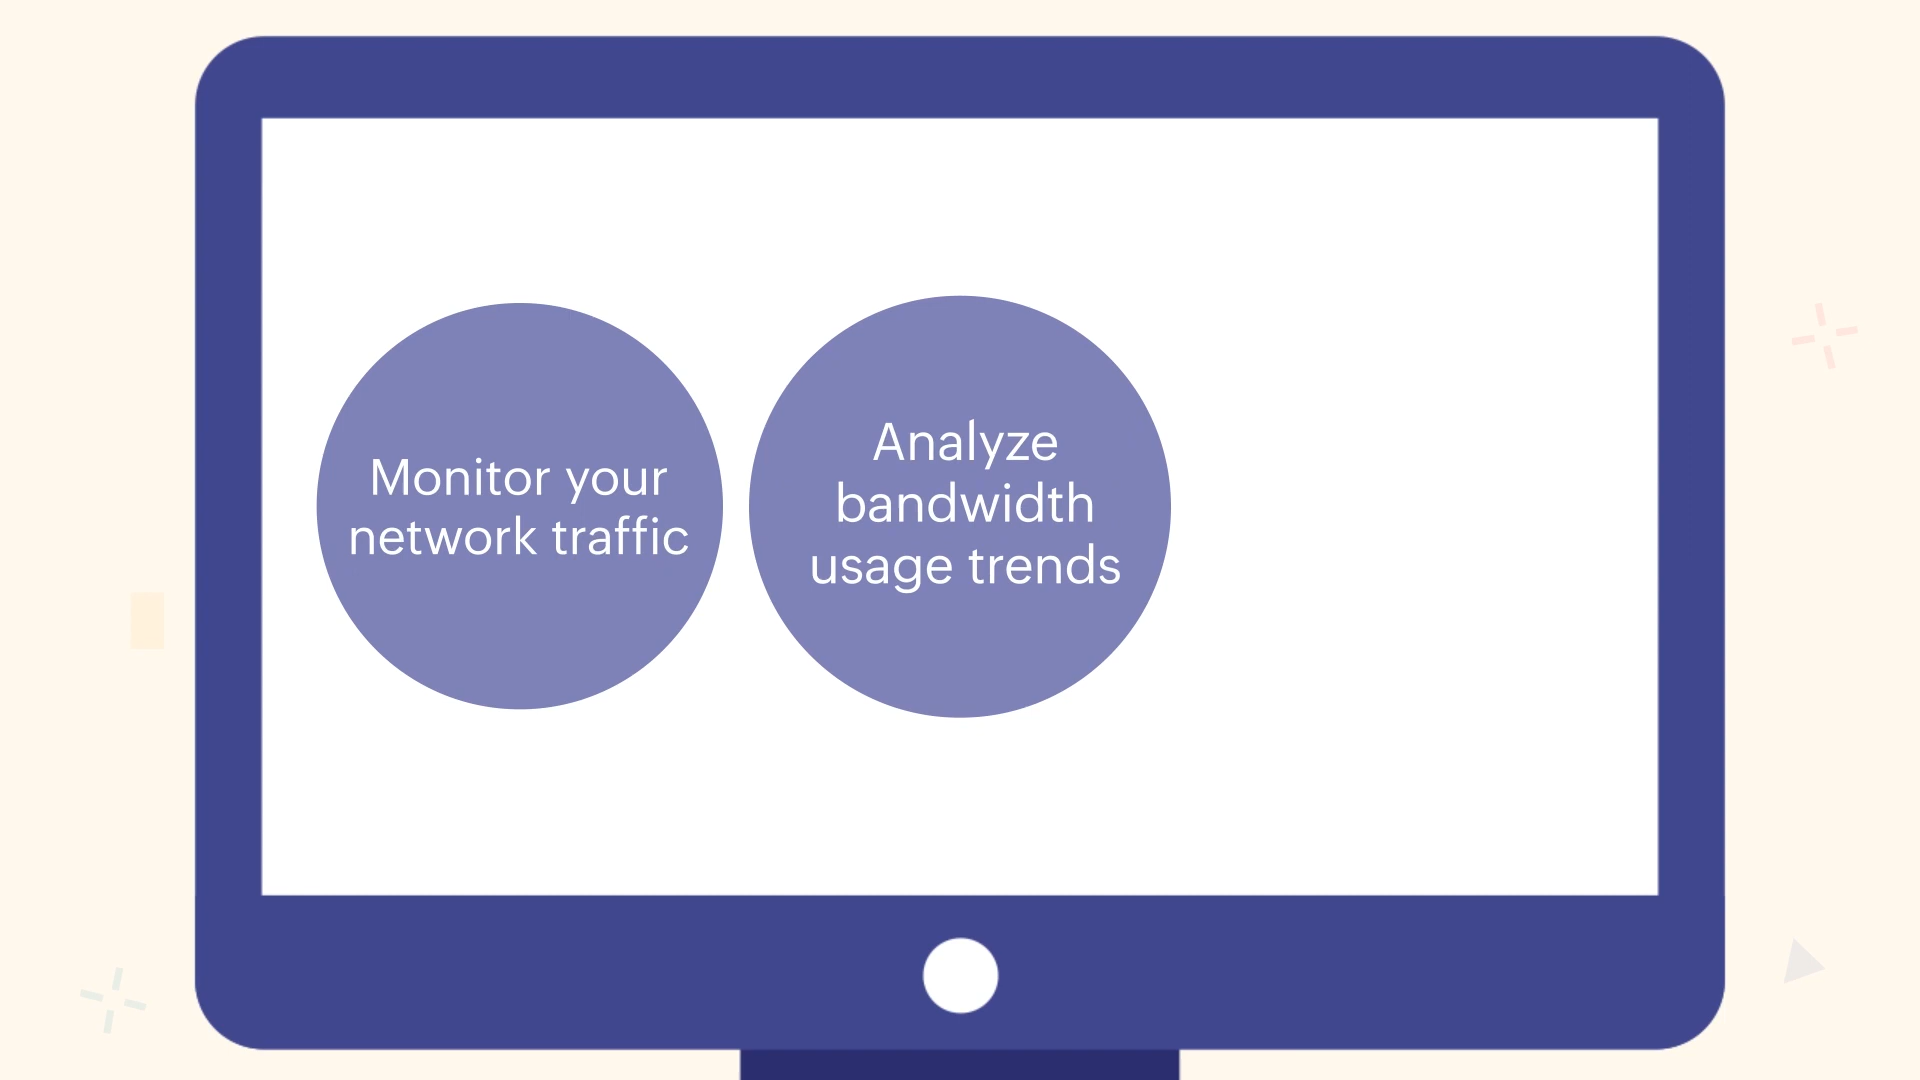 Monitor your
network traffic
Analyze
bandwidth
usage trends